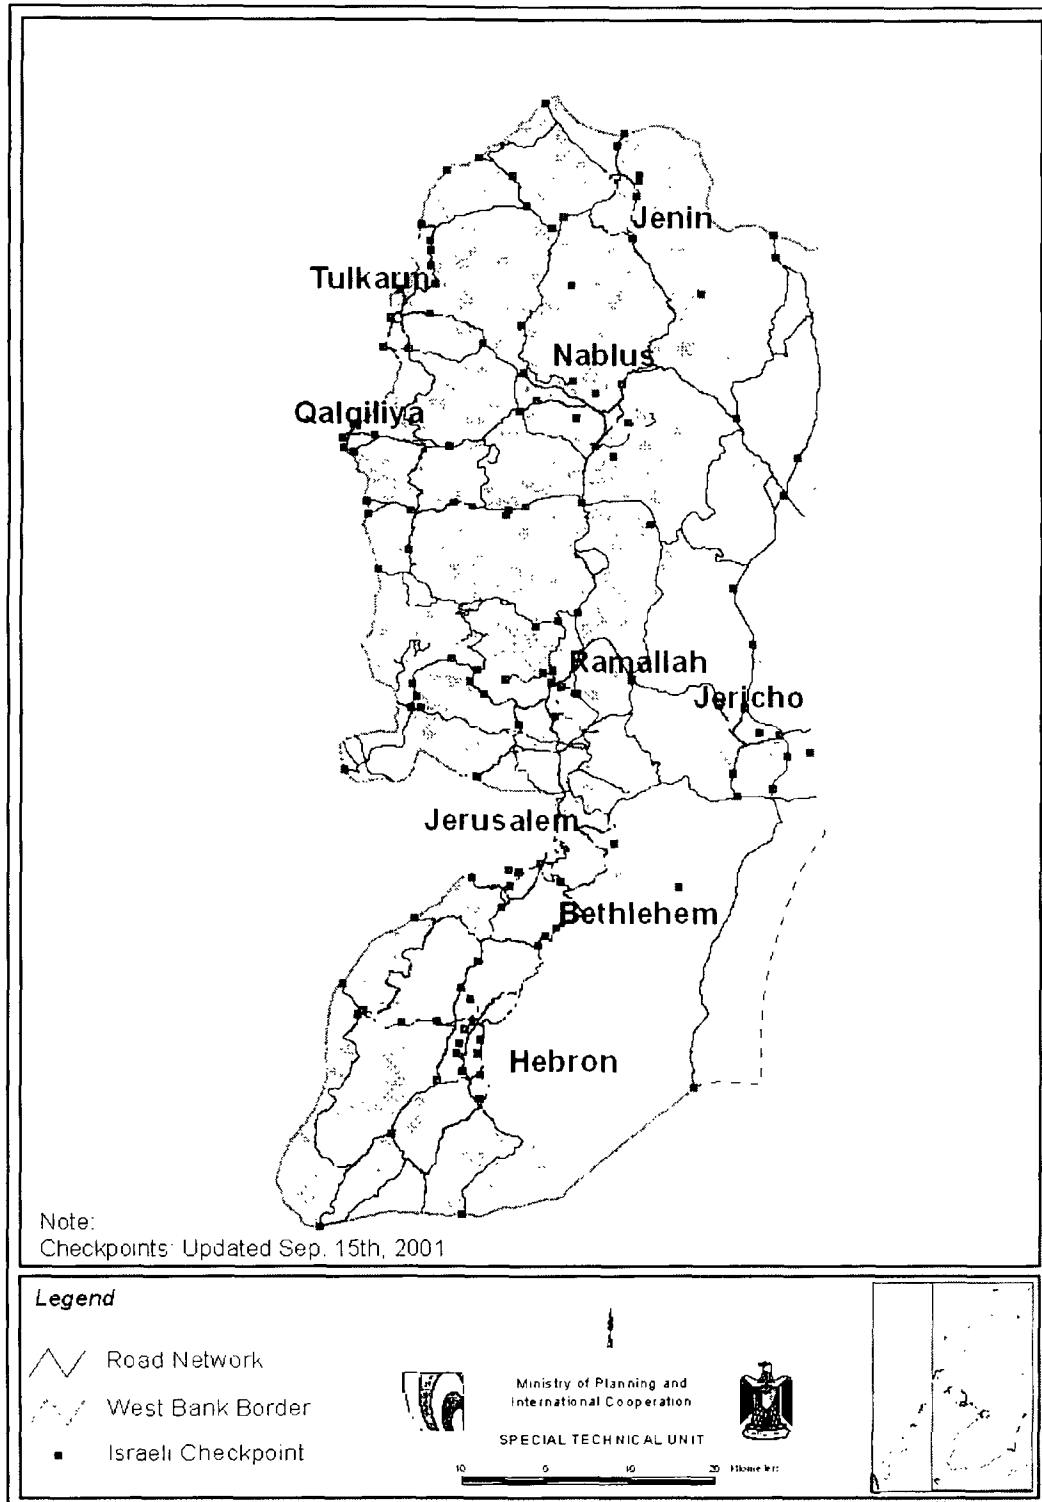 Jenin
Tulkarm
Nablus
Qalqiliya
Ramallah
Jericho
Jerusalem
Bethlehem
Hebron
Note:
Checkpoints: Updated Sep. 15th, 2001
Legend
Road Network
West Bank Border
Israeli Checkpoint
Ministry of Planning and
International Cooperation
SPECIAL TECHNICAL UNIT
10 0 10 20 Kilometers